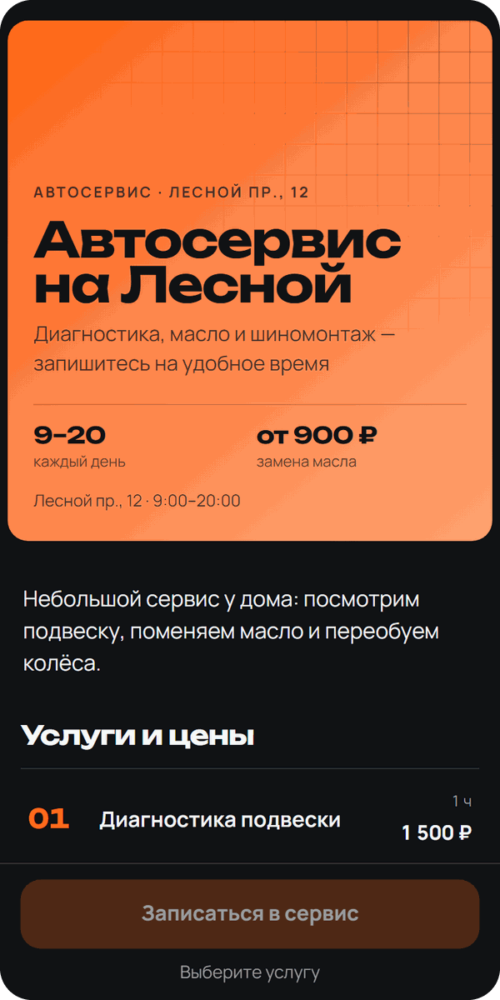 АВТОСЕРВИС · ЛЕСНОЙ ПР., 12
Автосервис
на Лесной
Диагностика, масло и шиномонтаж —
запишитесь на удобное время
9–20
каждый день
от 900 ₽
замена масла
Лесной пр., 12 · 9:00–20:00
Небольшой сервис у дома: посмотрим
подвеску, поменяем масло и переобуем
колёса.
Услуги и цены
01
Диагностика подвески
1 ч
1 500 ₽
Записаться в сервис
Выберите услугу